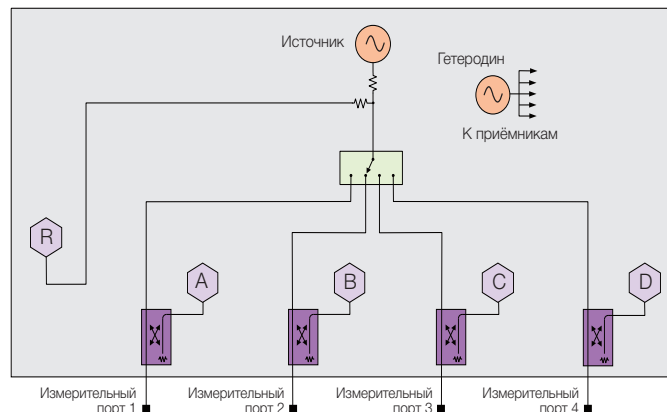 Источник
Гетеродин
К приёмникам
R
A
B
C
D
Измерительный
порт 1
Измерительный
порт 2
Измерительный
порт 3
Измерительный
порт 4